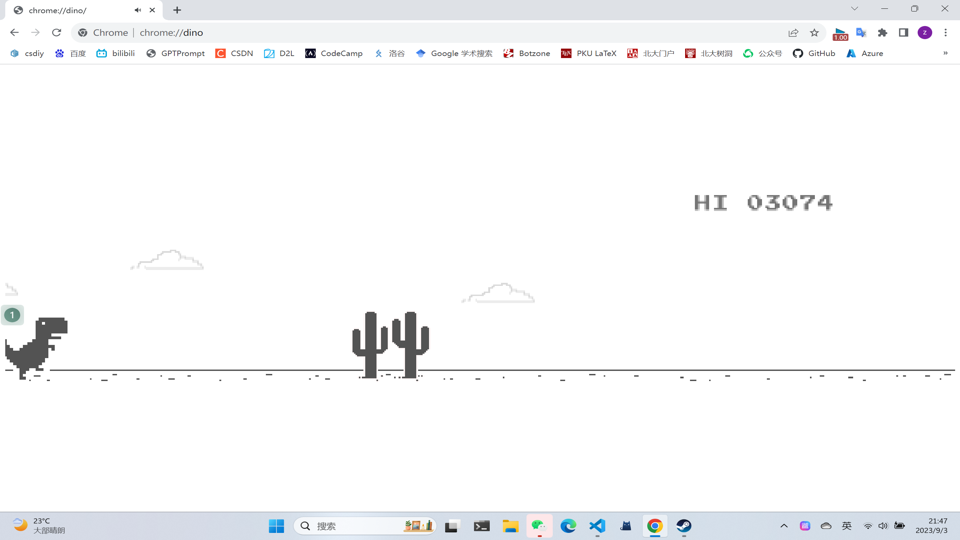 chrome://dino/
Chrome | chrome://dino
1.00
z
csdiy 百度 bilibili GPTPrompt CSDN D2L CodeCamp 洛谷 Google 学术搜索 Botzone PKU LaTeX 北大门户 北大树洞 公众号 GitHub Azure »
HI 03074
1
23°C
大部晴朗
搜索
英
21:47
2023/9/3